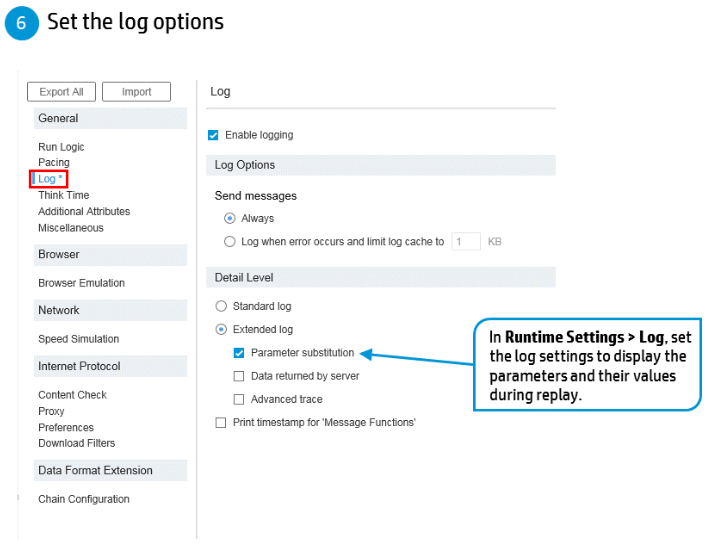 6 Set the log options
Export All
Import
General
Run Logic
Pacing
Log *
Think Time
Additional Attributes
Miscellaneous
Browser
Browser Emulation
Network
Speed Simulation
Internet Protocol
Content Check
Proxy
Preferences
Download Filters
Data Format Extension
Chain Configuration
Log
Enable logging
Log Options
Send messages
Always
Log when error occurs and limit log cache to 1 KB
Detail Level
Standard log
Extended log
Parameter substitution
Data returned by server
Advanced trace
Print timestamp for 'Message Functions'
In Runtime Settings > Log, set
the log settings to display the
parameters and their values
during replay.